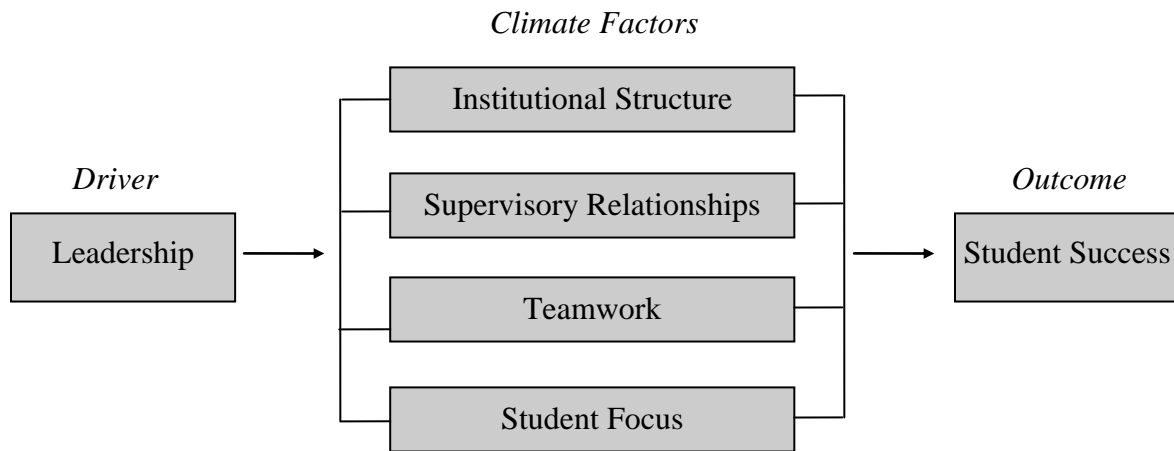 Climate Factors
Institutional Structure
Driver
Supervisory Relationships
Outcome
Leadership
Student Success
Teamwork
Student Focus